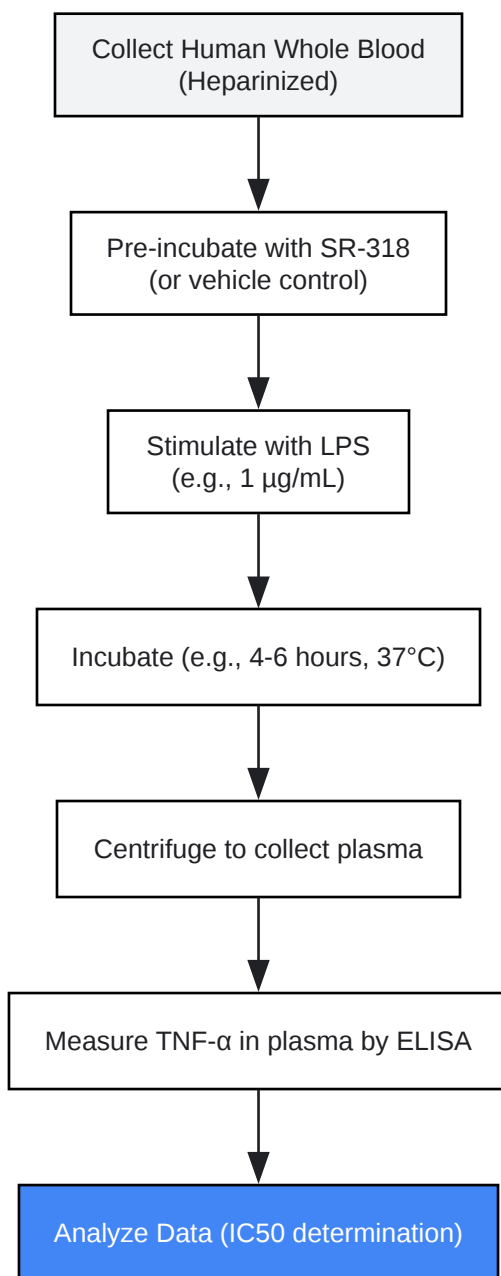 Collect Human Whole Blood
(Heparinized)
Pre-incubate with SR-318
(or vehicle control)
Stimulate with LPS
(e.g., 1 µg/mL)
Incubate (e.g., 4-6 hours, 37°C)
Centrifuge to collect plasma
Measure TNF-α in plasma by ELISA
Analyze Data (IC50 determination)